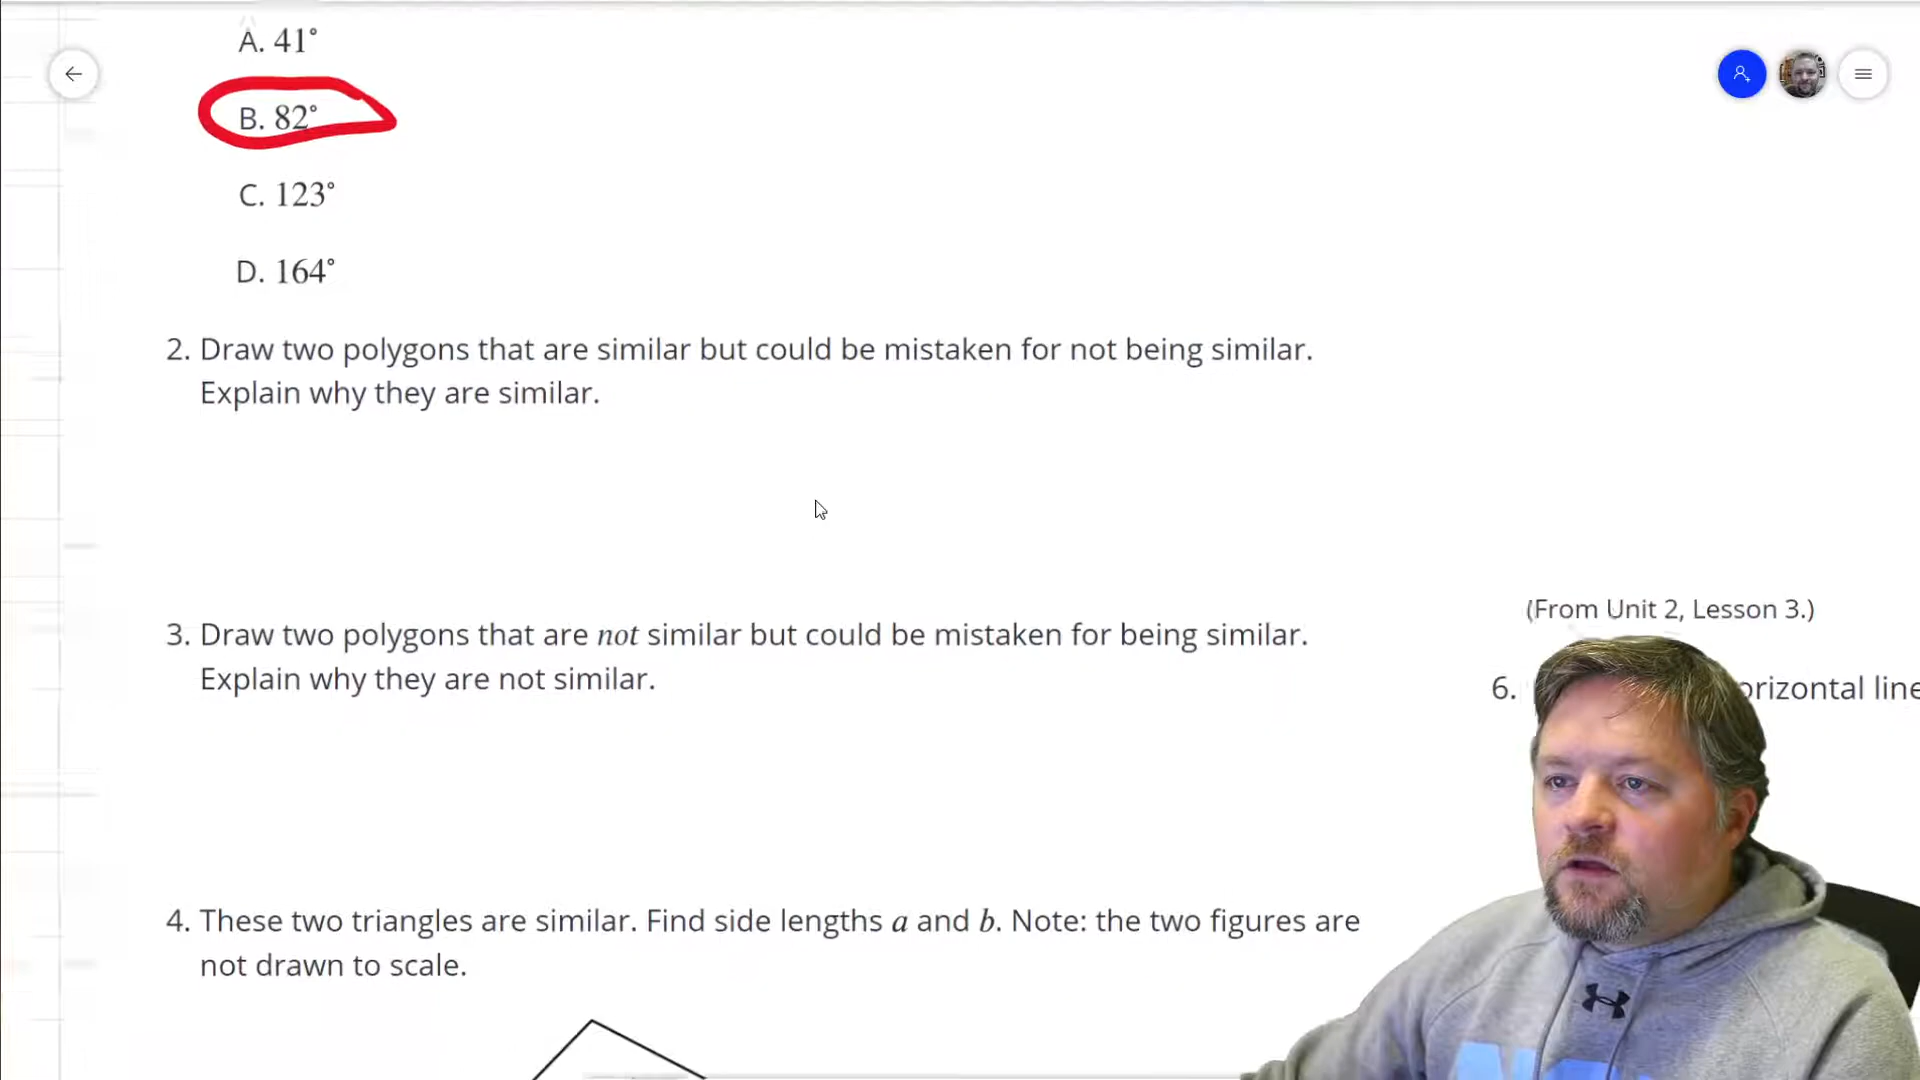 A. 41°
B. 82°
C. 123°
D. 164°
2. Draw two polygons that are similar but could be mistaken for not being similar.
Explain why they are similar.
3. Draw two polygons that are not similar but could be mistaken for being similar.
Explain why they are not similar.
4. These two triangles are similar. Find side lengths a and b. Note: the two figures are
not drawn to scale.
(From Unit 2, Lesson 3.)
6.
line